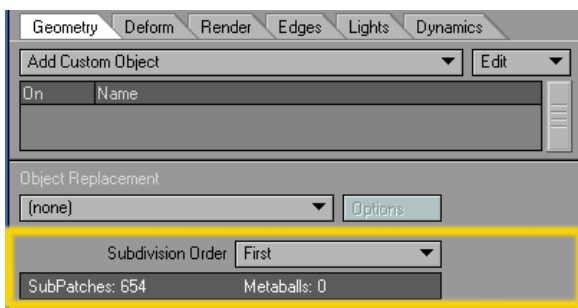 Geometry Deform Render Edges Lights Dynamics
Add Custom Object Edit
On Name
Object Replacement
(none) Options
Subdivision Order First
SubPatches: 654 Metaballs: 0